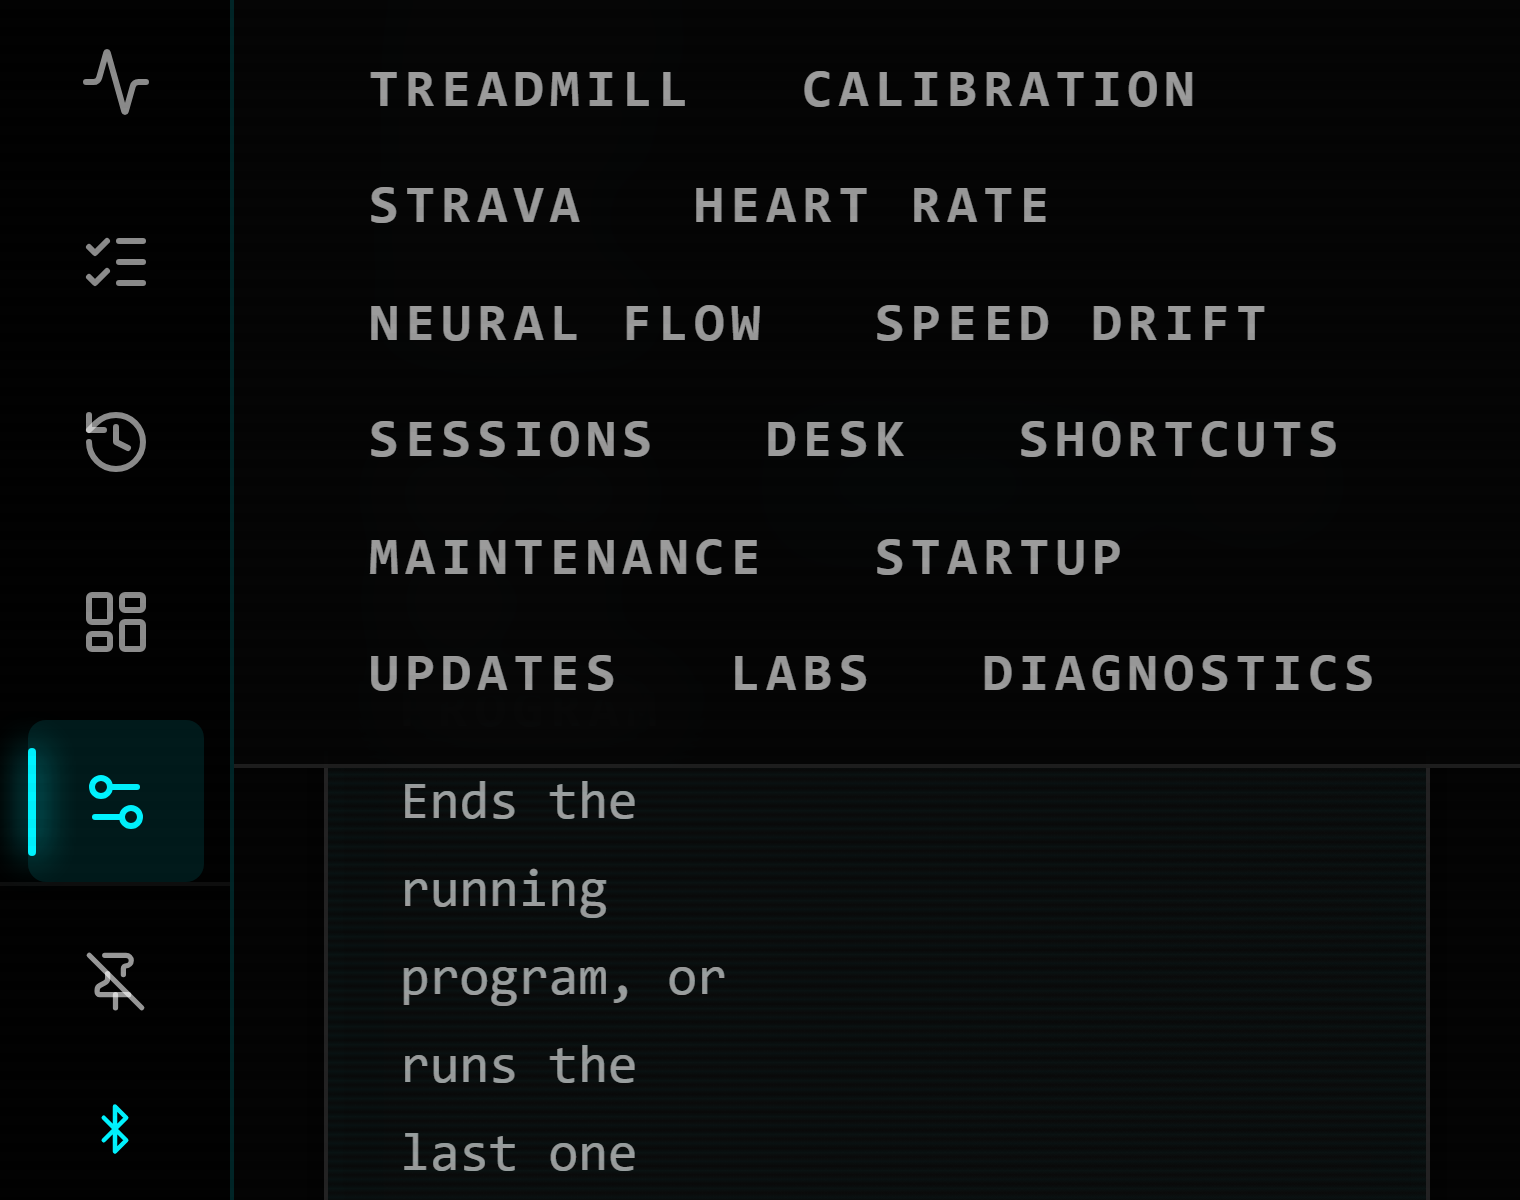 TREADMILL CALIBRATION
STRAVA HEART RATE
NEURAL FLOW SPEED DRIFT
SESSIONS DESK SHORTCUTS
MAINTENANCE STARTUP
UPDATES LABS DIAGNOSTICS
Ends the
running
program, or
runs the
last one